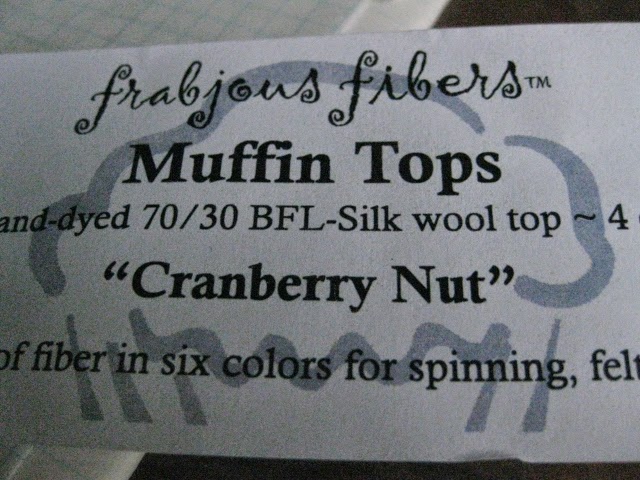 frabjous fibers™
Muffin Tops
and-dyed 70/30 BFL-Silk wool top ~ 4
"Cranberry Nut"
of fiber in six colors for spinning, felt